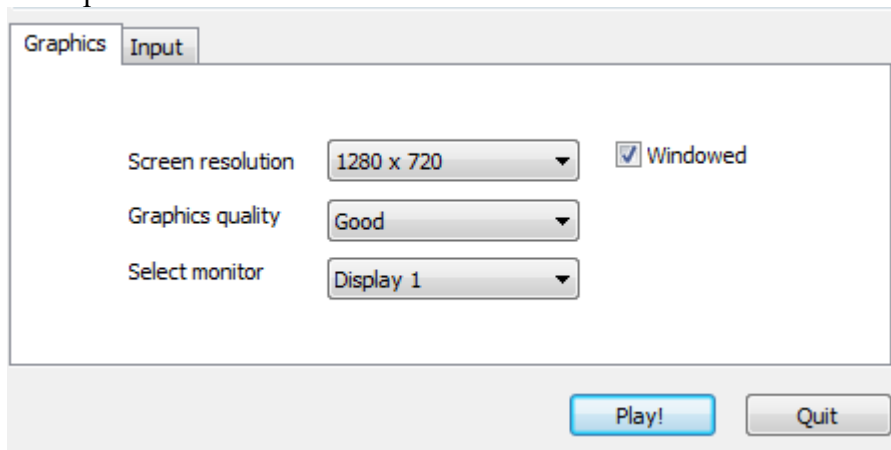 Graphics Input
Screen resolution 1280 x 720 Windowed
Graphics quality Good
Select monitor Display 1
Play! Quit